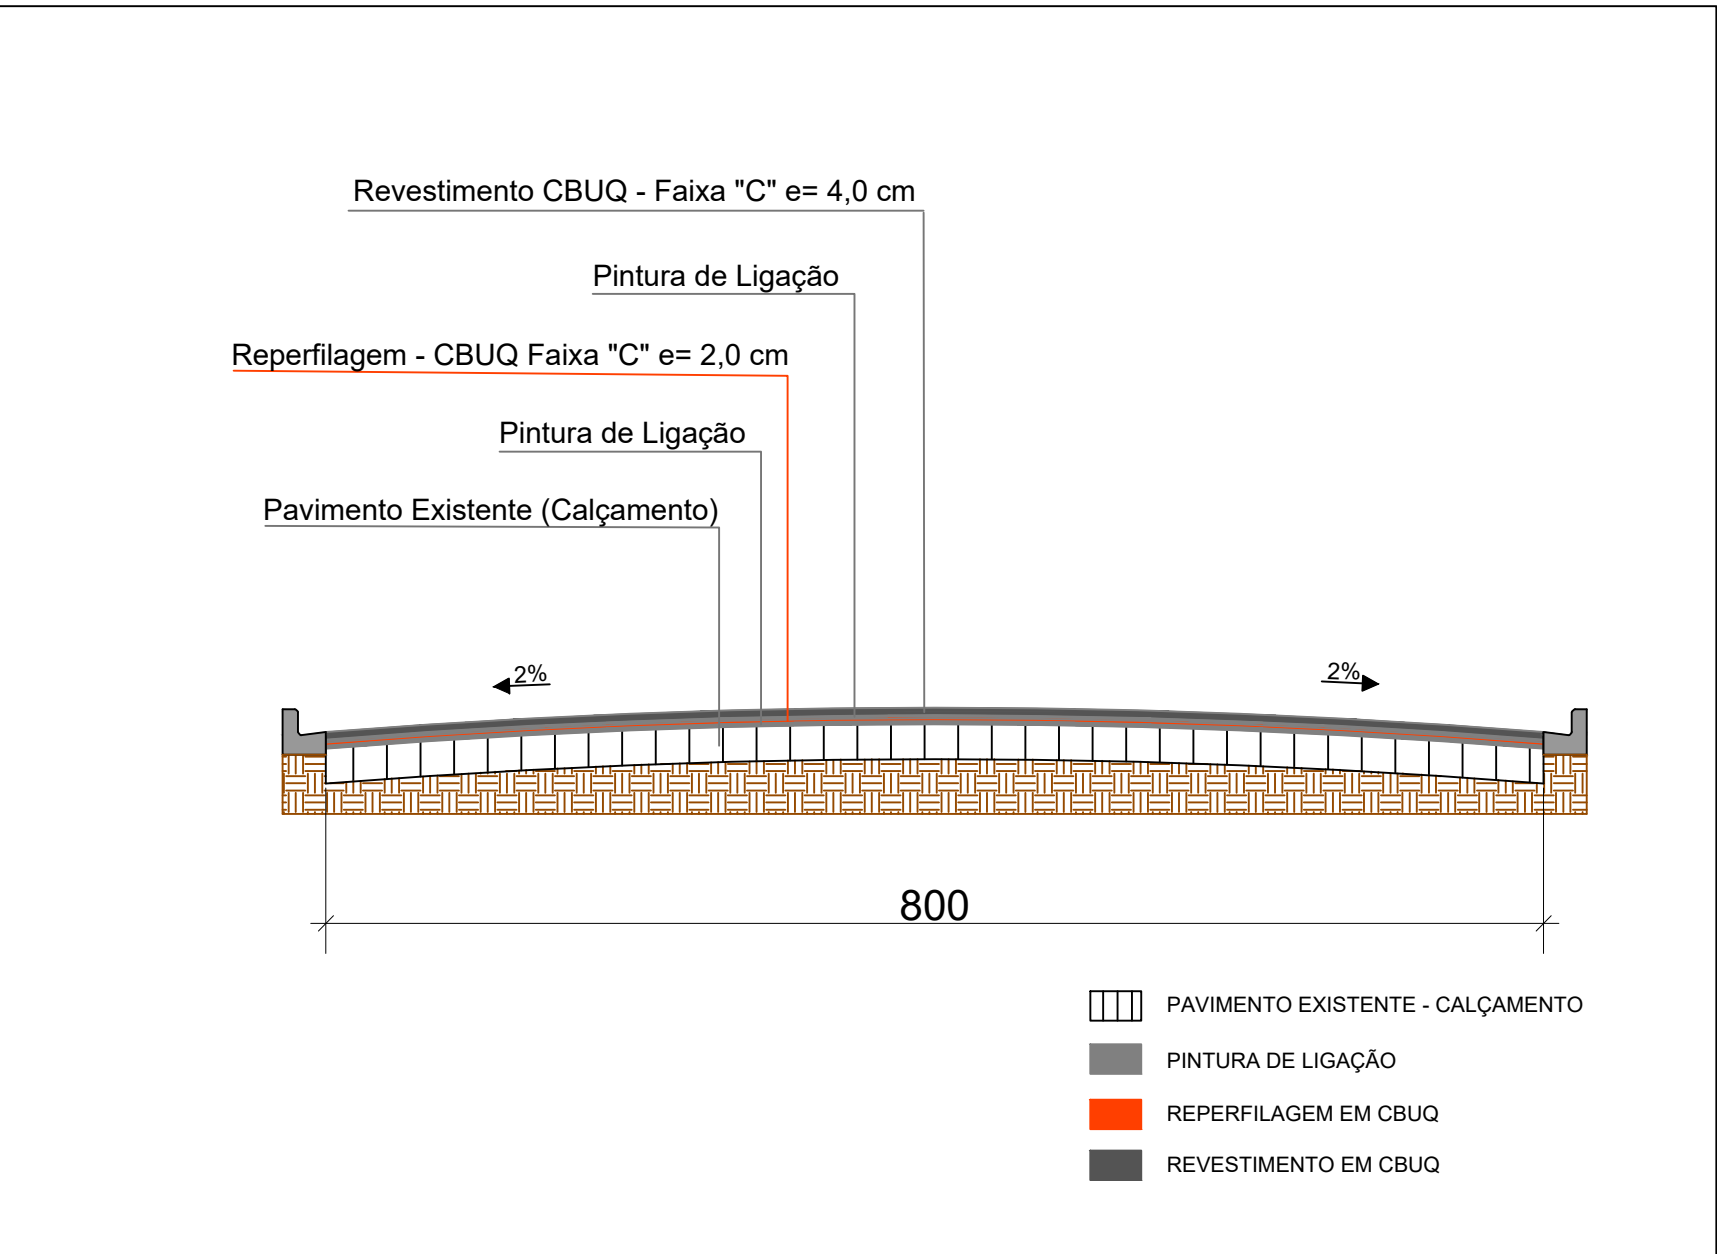 Revestimento CBUQ - Faixa "C" e= 4,0 cm
Pintura de Ligação
Reperfilagem - CBUQ Faixa "C" e= 2,0 cm
Pintura de Ligação
Pavimento Existente (Calçamento)
2%
2%
800
PAVIMENTO EXISTENTE - CALÇAMENTO
PINTURA DE LIGAÇÃO
REPERFILAGEM EM CBUQ
REVESTIMENTO EM CBUQ